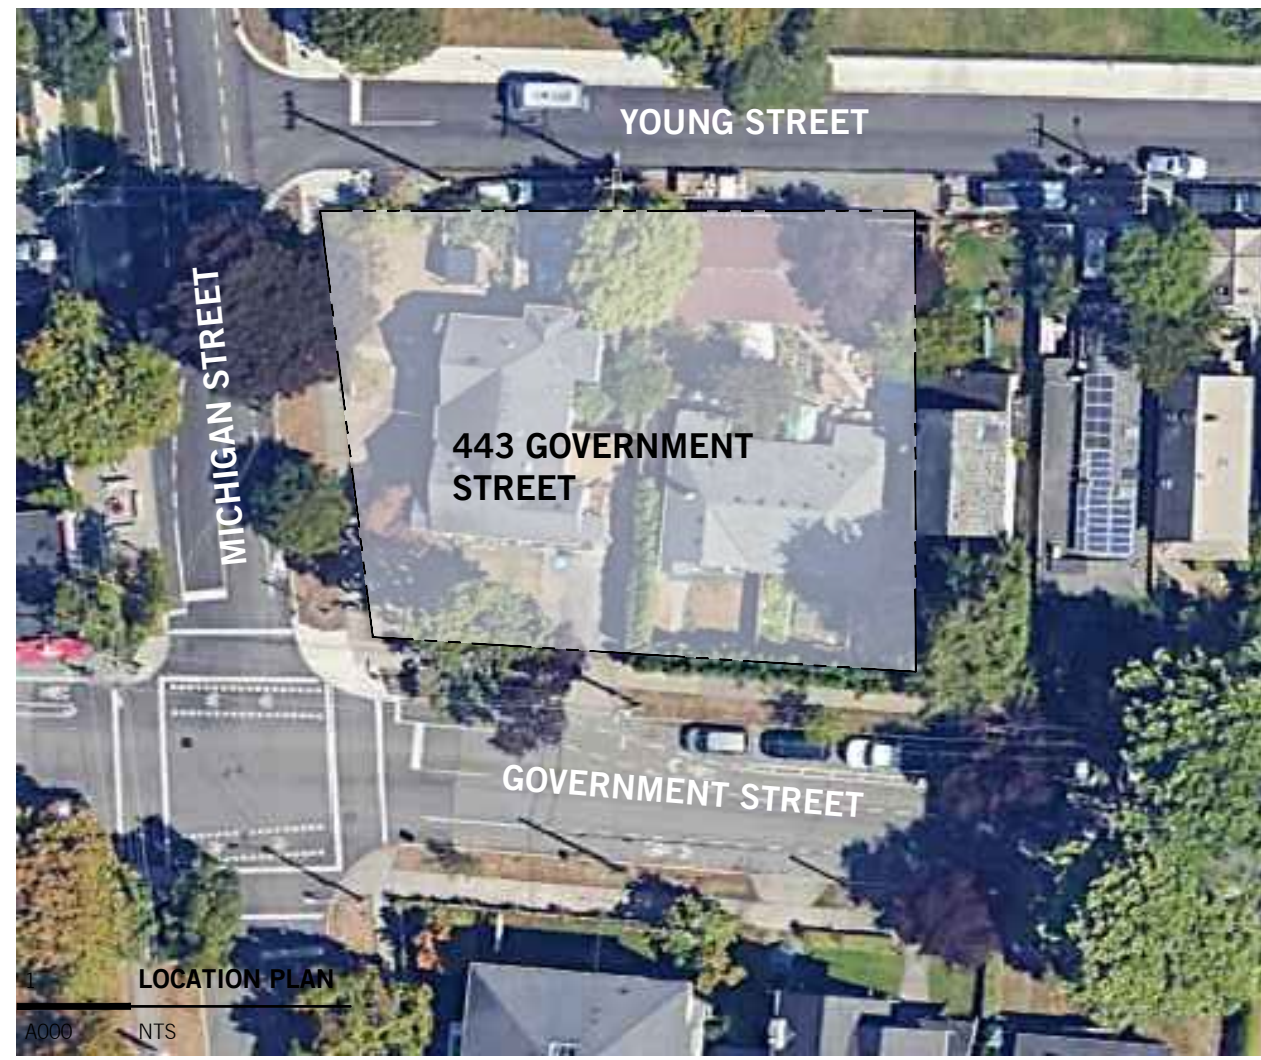 YOUNG STREET
MICHIGAN STREET
443 GOVERNMENT
STREET
GOVERNMENT STREET
1
LOCATION PLAN
A000
NTS